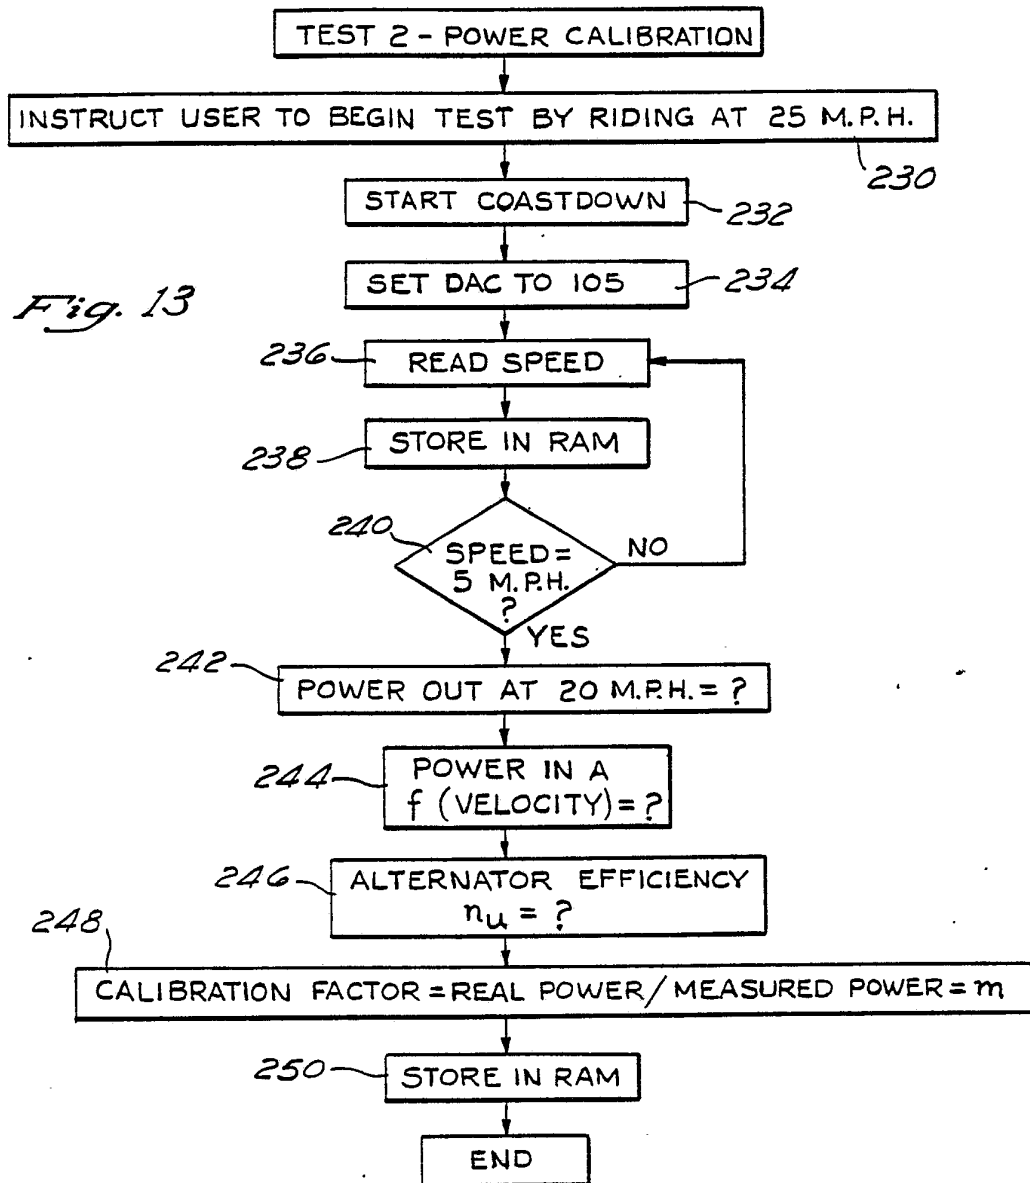 TEST 2 - POWER CALIBRATION
INSTRUCT USER TO BEGIN TEST BY RIDING AT 25 M.P.H.
230
START COASTDOWN
232
SET DAC TO 105
234
Fig. 13
236
READ SPEED
238
STORE IN RAM
240
SPEED =
5 M.P.H.
?
NO
YES
242
POWER OUT AT 20 M.P.H. = ?
244
POWER IN A
f (VELOCITY) = ?
246
ALTERNATOR EFFICIENCY
nu = ?
248
CALIBRATION FACTOR = REAL POWER / MEASURED POWER = m
250
STORE IN RAM
END